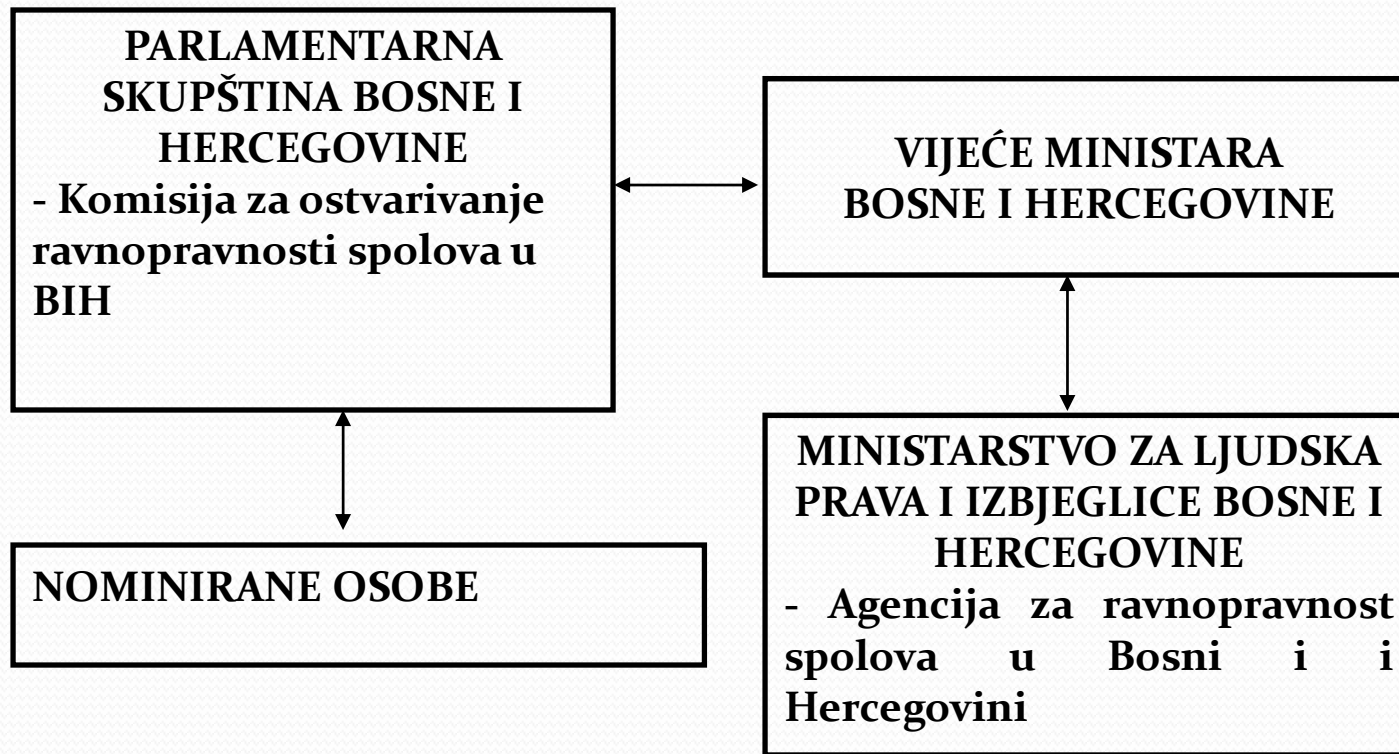 PARLAMENTARNA
SKUPŠTINA BOSNE I
HERCEGOVINE
- Komisija za ostvarivanje
ravnopravnosti spolova u
BIH
VIJEĆE MINISTARA
BOSNE I HERCEGOVINE
NOMINIRANE OSOBE
MINISTARSTVO ZA LJUDSKA
PRAVA I IZBJEGLICE BOSNE I
HERCEGOVINE
- Agencija za ravnopravnost
spolova u Bosni i i
Hercegovini